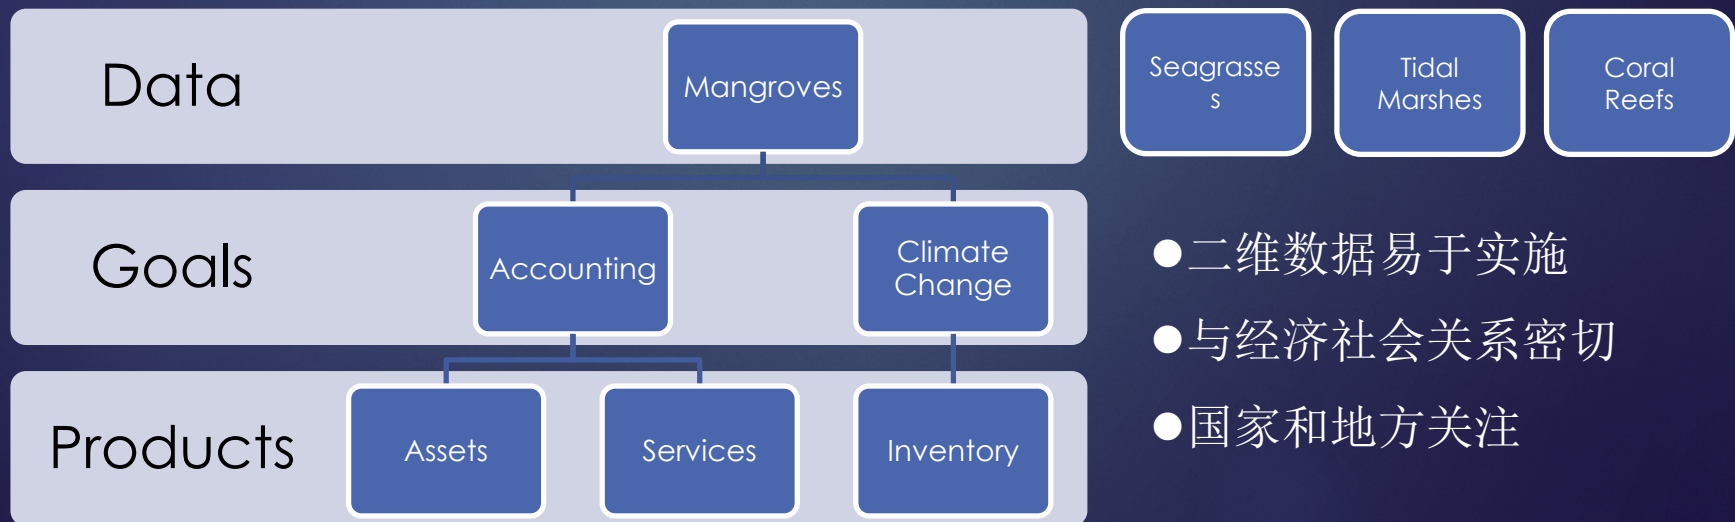 Data
Mangroves
Seagrasse
s
Tidal
Marshes
Coral
Reefs
Goals
Accounting
Climate
Change
●二维数据易于实施
●与经济社会关系密切
●国家和地方关注
Products
Assets
Services
Inventory